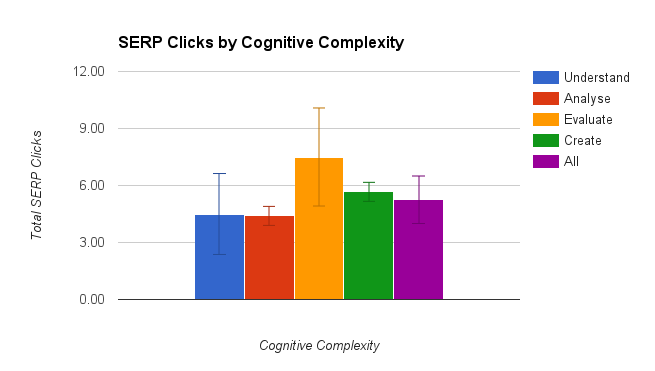 SERP Clicks by Cognitive Complexity
12.00
9.00
6.00
3.00
0.00
Total SERP Clicks
Cognitive Complexity
Understand
Analyse
Evaluate
Create
All